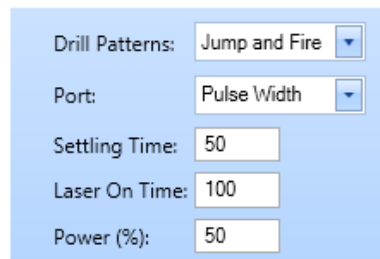 Drill Patterns: Jump and Fire
Port: Pulse Width
Settling Time: 50
Laser On Time: 100
Power (%): 50